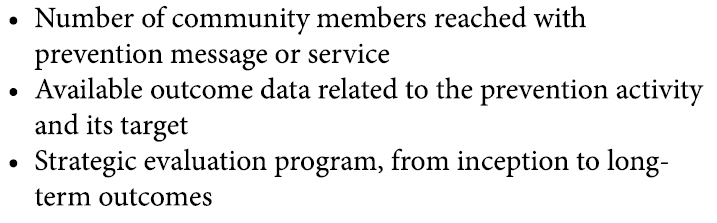 • Number of community members reached with
prevention message or service
• Available outcome data related to the prevention activity
and its target
• Strategic evaluation program, from inception to long-
term outcomes